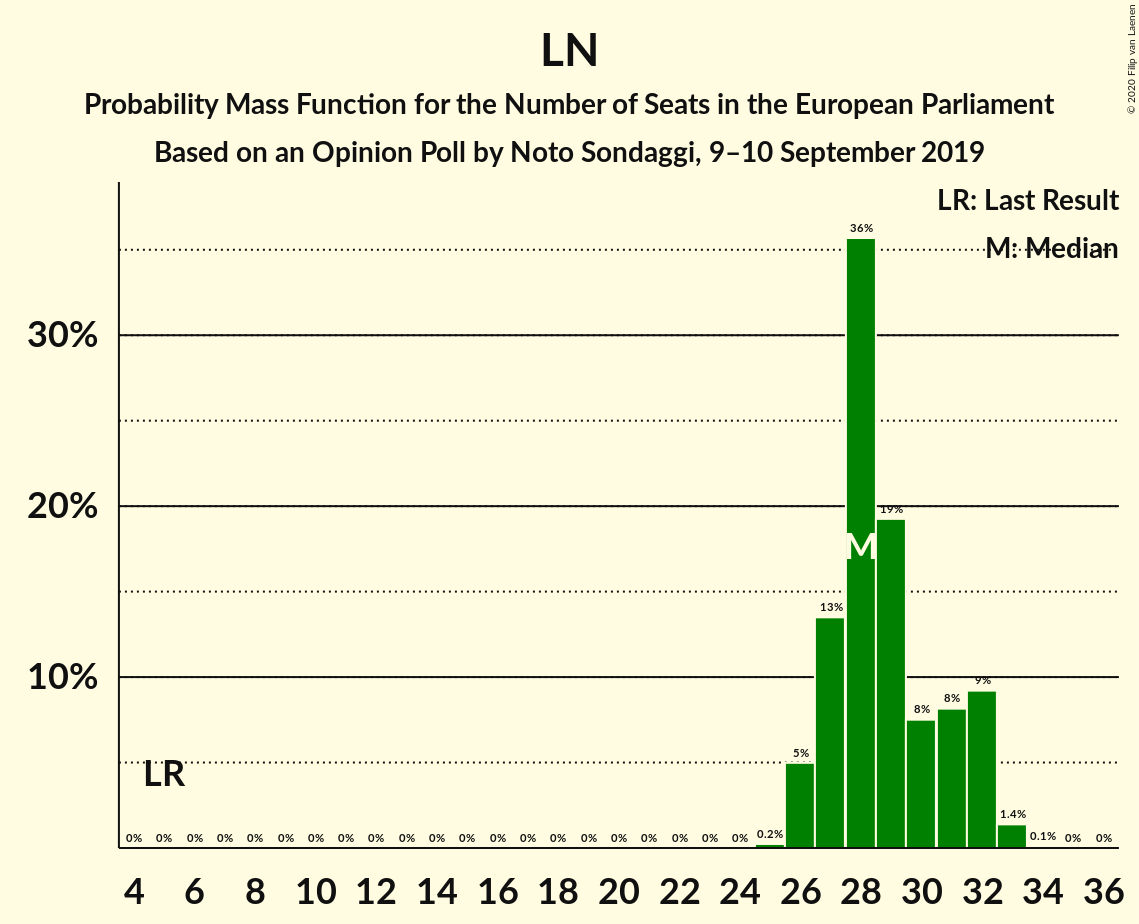 LN
Probability Mass Function for the Number of Seats in the European Parliament
Based on an Opinion Poll by Noto Sondaggi, 9–10 September 2019
© 2020 Filip van Laenen
LR: Last Result
M: Median
36%
30%
20%
19%
M
13%
10%
9%
8% 8%
5%
LR
1.4%
0% 0% 0% 0% 0% 0% 0% 0% 0% 0% 0% 0% 0% 0% 0% 0% 0% 0% 0% 0% 0% 0.2% 0.1% 0% 0%
4 6 8 10 12 14 16 18 20 22 24 26 28 30 32 34 36